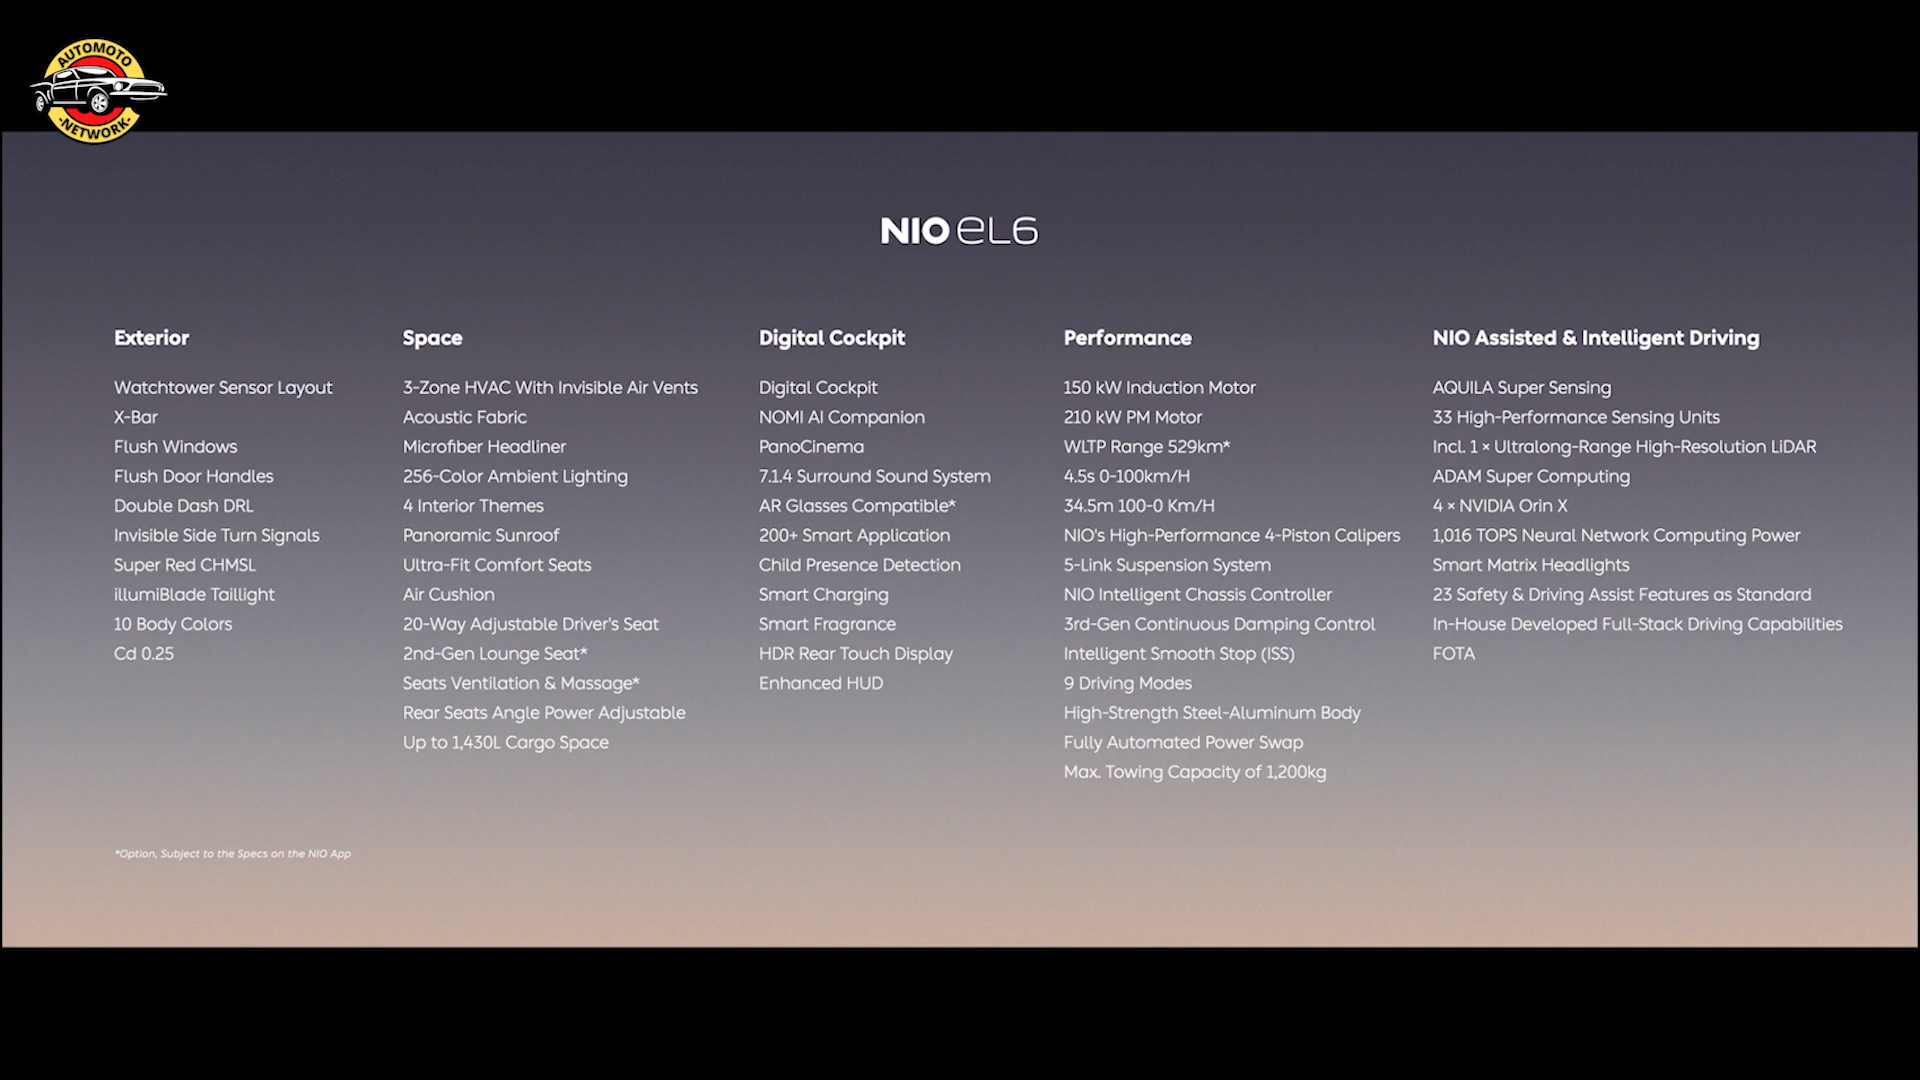 AUTOMOTO
-NETWORK-
NIO EL6
Exterior
Watchtower Sensor Layout
X-Bar
Flush Windows
Flush Door Handles
Double Dash DRL
Invisible Side Turn Signals
Super Red CHMSL
illumiBlade Taillight
10 Body Colors
Cd 0.25
Space
3-Zone HVAC With Invisible Air Vents
Acoustic Fabric
Microfiber Headliner
256-Color Ambient Lighting
4 Interior Themes
Panoramic Sunroof
Ultra-Fit Comfort Seats
Air Cushion
20-Way Adjustable Driver's Seat
2nd-Gen Lounge Seat*
Seats Ventilation & Massage*
Rear Seats Angle Power Adjustable
Up to 1,430L Cargo Space
Digital Cockpit
Digital Cockpit
NOMI AI Companion
PanoCinema
7.1.4 Surround Sound System
AR Glasses Compatible*
200+ Smart Application
Child Presence Detection
Smart Charging
Smart Fragrance
HDR Rear Touch Display
Enhanced HUD
Performance
150 kW Induction Motor
210 kW PM Motor
WLTP Range 529km*
4.5s 0-100km/H
34.5m 100-0 Km/H
NIO's High-Performance 4-Piston Calipers
5-Link Suspension System
NIO Intelligent Chassis Controller
3rd-Gen Continuous Damping Control
Intelligent Smooth Stop (ISS)
9 Driving Modes
High-Strength Steel-Aluminum Body
Fully Automated Power Swap
Max. Towing Capacity of 1,200kg
NIO Assisted & Intelligent Driving
AQUILA Super Sensing
33 High-Performance Sensing Units
Incl. 1 × Ultralong-Range High-Resolution LiDAR
ADAM Super Computing
4 × NVIDIA Orin X
1,016 TOPS Neural Network Computing Power
Smart Matrix Headlights
23 Safety & Driving Assist Features as Standard
In-House Developed Full-Stack Driving Capabilities
FOTA
*Option, Subject to the Specs on the NIO App